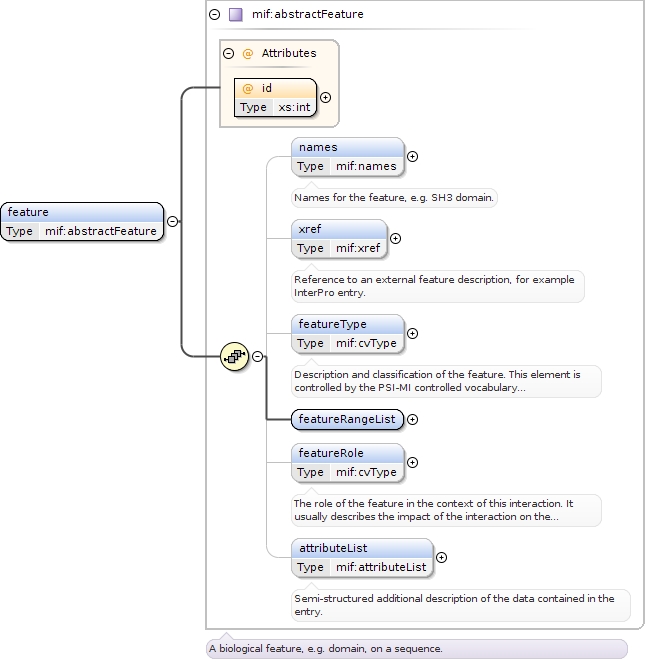 mif:abstractFeature
@ Attributes
@ id
Type xs:int
names
Type mif:names
Names for the feature, e.g. SH3 domain.
feature
Type mif:abstractFeature
xref
Type mif:xref
Reference to an external feature description, for example
InterPro entry.
featureType
Type mif:cvType
Description and classification of the feature. This element is
controlled by the PSI-MI controlled vocabulary...
featureRangeList
featureRole
Type mif:cvType
The role of the feature in the context of this interaction. It
usually describes the impact of the interaction on the...
attributeList
Type mif:attributeList
Semi-structured additional description of the data contained in the
entry.
A biological feature, e.g. domain, on a sequence.